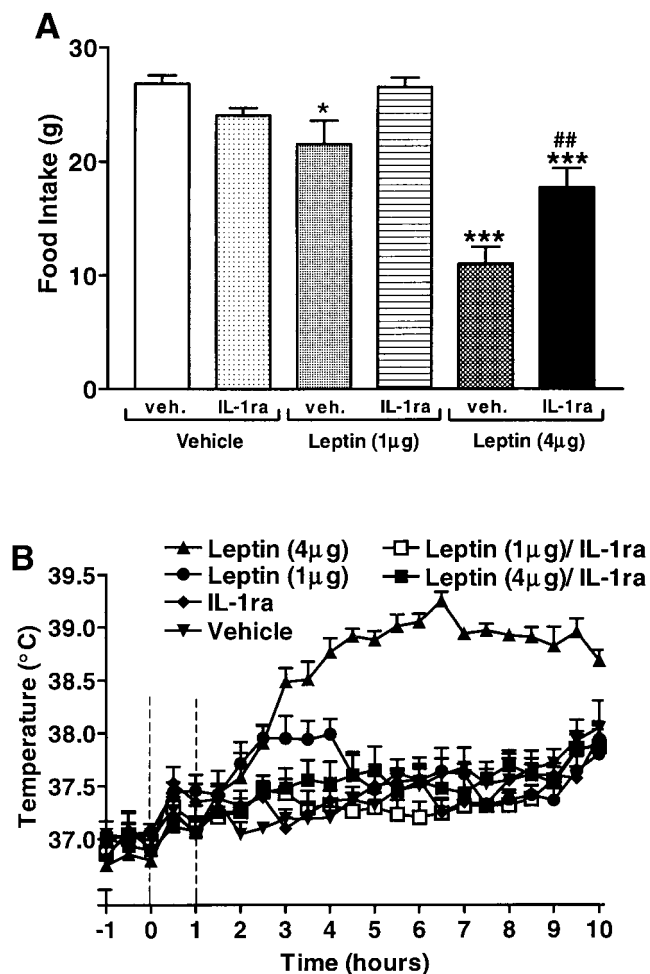 A
30
20
10
0
Food Intake (g)
*
***
##
***
veh. IL-1ra veh. IL-1ra veh. IL-1ra
Vehicle Leptin (1μg) Leptin (4μg)
B
Leptin (4μg) Leptin (1μg)/ IL-1ra
Leptin (1μg) Leptin (4μg)/ IL-1ra
IL-1ra
Vehicle
39.5
39.0
38.5
38.0
37.5
37.0
Temperature (°C)
-1 0 1 2 3 4 5 6 7 8 9 10
Time (hours)